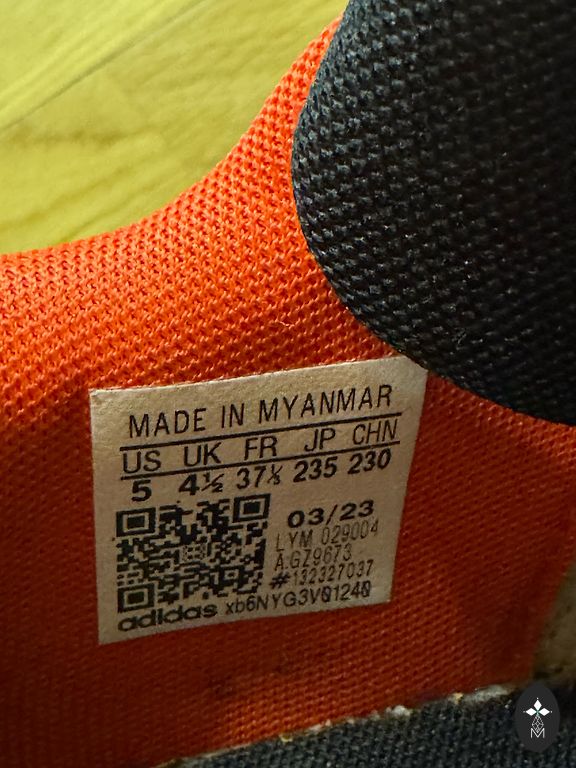 MADE IN MYANMAR
US UK FR JP CHN
5 4½ 37⅓ 235 230
03/23
LYM 029004
A.GZ9673
#132327037
adidas xb6NYG3V01240
M